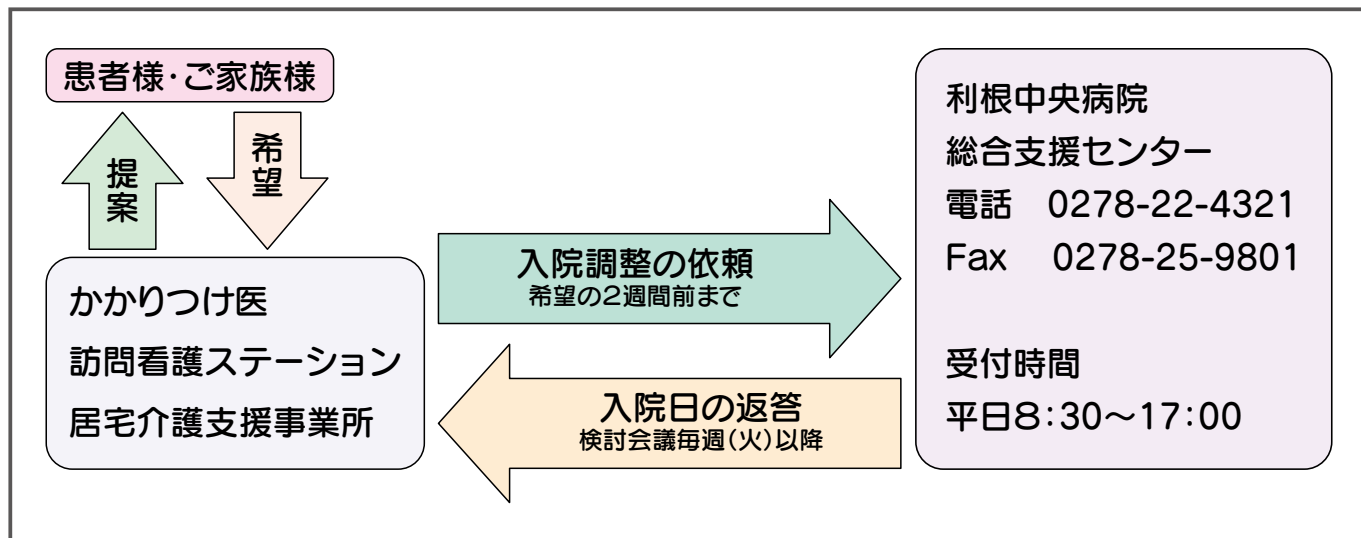 患者様・ご家族様
提案
希望
かかりつけ医
訪問看護ステーション
居宅介護支援事業所
入院調整の依頼
希望の2週間前まで
入院日の返答
検討会議毎週(火)以降
利根中央病院
総合支援センター
電話　0278-22-4321
Fax　0278-25-9801
受付時間
平日8:30～17:00